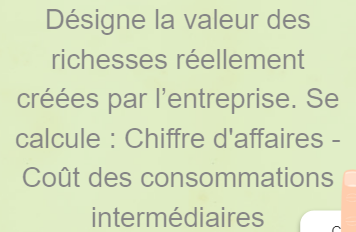 Désigne la valeur des
richesses réellement
créées par l’entreprise. Se
calcule : Chiffre d'affaires -
Coût des consommations
intermédiaires